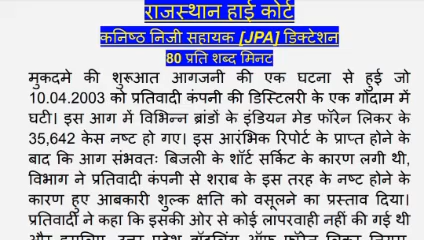 राजस्थान हाई कोर्ट
कनिष्ठ निजी सहायक [JPA] डिक्टेशन
80 प्रति शब्द मिनट
मुकदमे की शुरूआत आगजनी की एक घटना से हुई जो
10.04.2003 को प्रतिवादी कंपनी की डिस्टिलरी के एक गोदाम में
घटी। इस आग में विभिन्न ब्रांडों के इंडियन मेड फॉरेन लिकर के
35,642 केस नष्ट हो गए। इस आरंभिक रिपोर्ट के प्राप्त होने के
बाद कि आग संभवतः बिजली के शॉर्ट सर्किट के कारण लगी थी,
विभाग ने प्रतिवादी कंपनी से शराब के इस तरह के नष्ट होने के
कारण हुए आबकारी शुल्क क्षति को वसूलने का प्रस्ताव दिया।
प्रतिवादी ने कहा कि इसकी ओर से कोई लापरवाही नहीं की गई थी